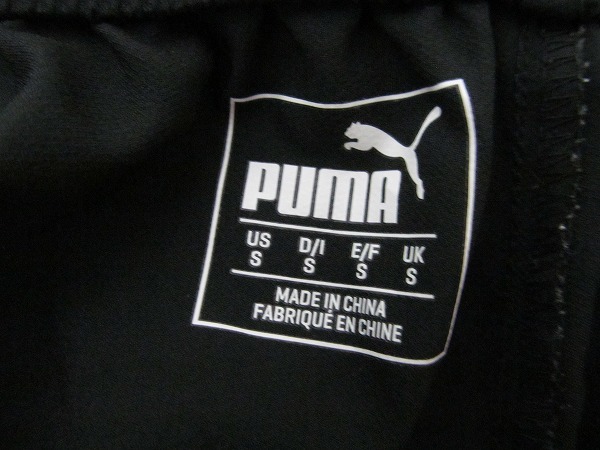 PUMA
US D/I E/F UK
S S S S
MADE IN CHINA
FABRIQUÉ EN CHINE